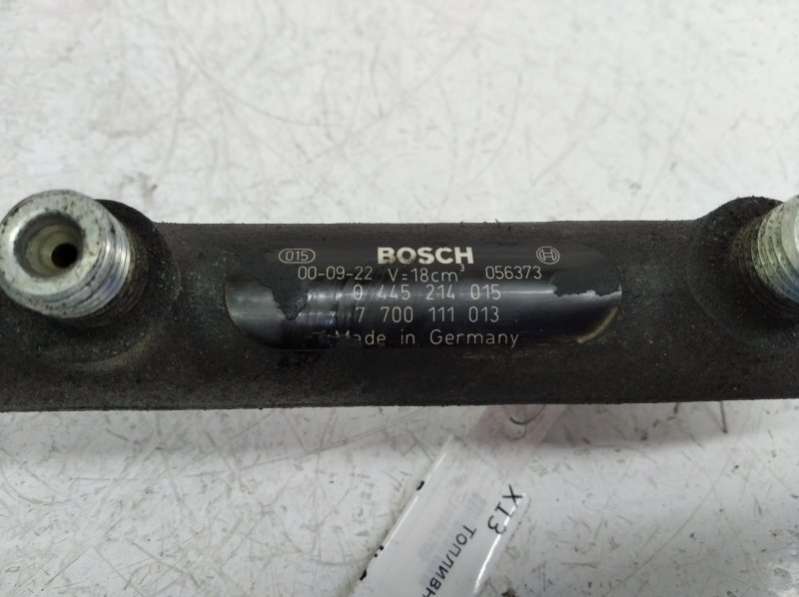 015 BOSCH
00-09-22 V=18cm³ 056373
0 445 214 015
7 700 111 013
Made in Germany
X13